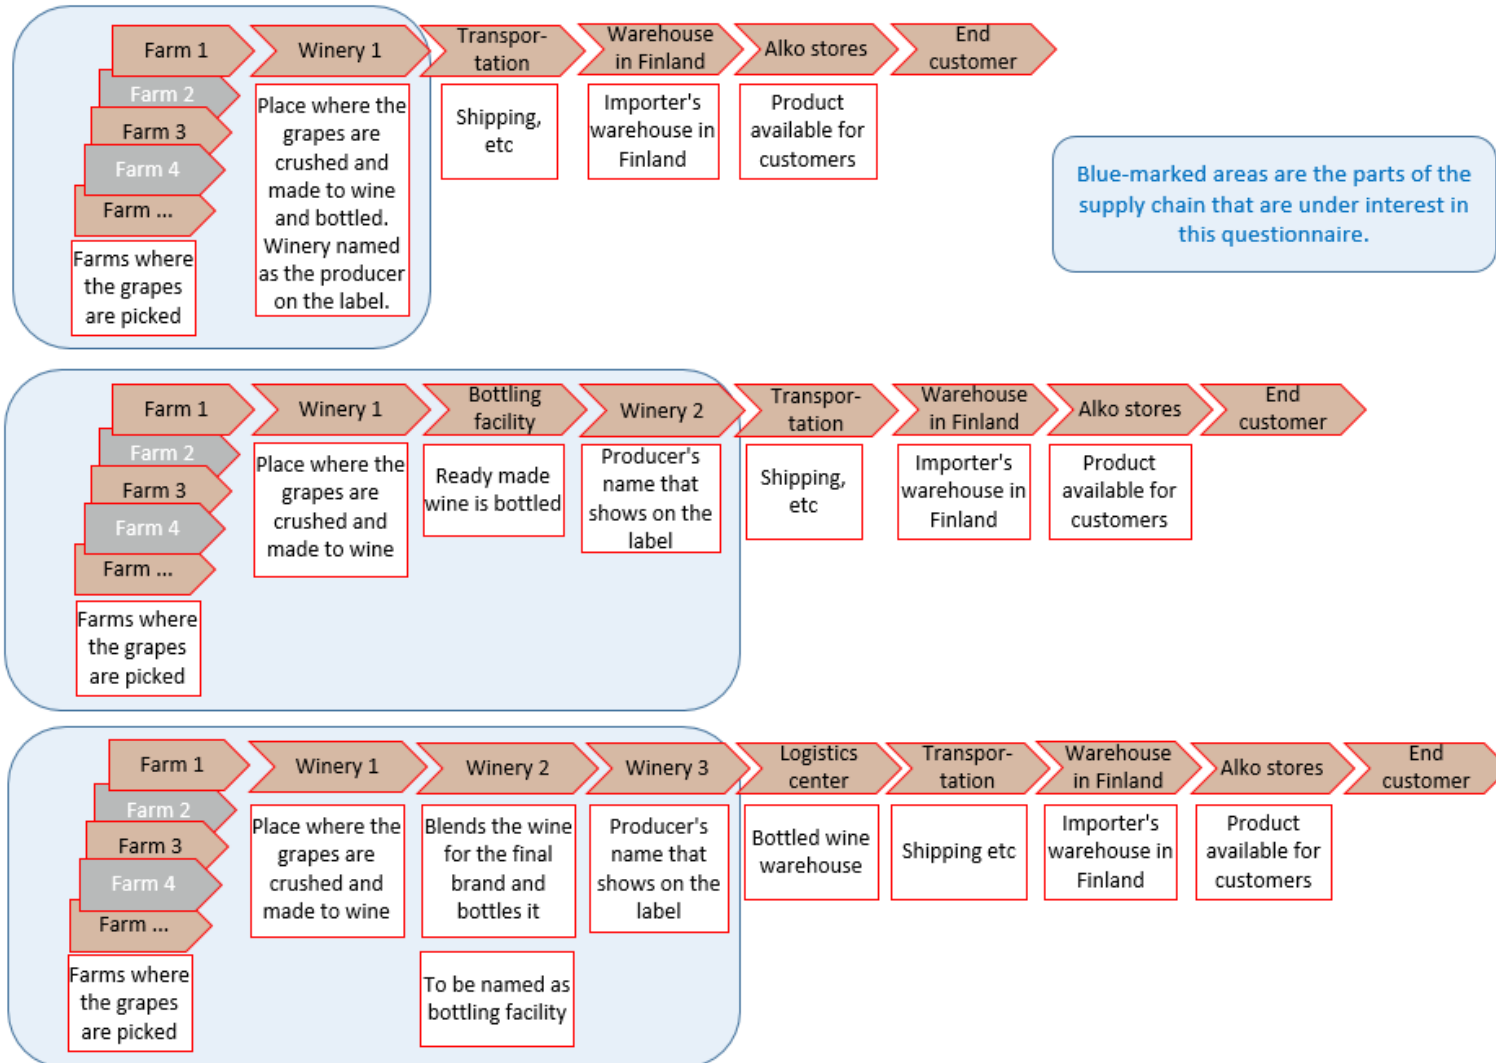 Farm 1
Winery 1
Transpor-
tation
Warehouse
in Finland
Alko stores
End
customer
Farm 2
Farm 3
Farm 4
Farm ...
Farms where
the grapes
are picked
Place where the
grapes are
crushed and
made to wine
and bottled.
Winery named
as the producer
on the label.
Shipping,
etc
Importer's
warehouse in
Finland
Product
available for
customers
Blue-marked areas are the parts of the
supply chain that are under interest in
this questionnaire.
Farm 1
Winery 1
Bottling
facility
Winery 2
Transpor-
tation
Warehouse
in Finland
Alko stores
End
customer
Farm 2
Farm 3
Farm 4
Farm ...
Farms where
the grapes
are picked
Place where the
grapes are
crushed and
made to wine
Ready made
wine is bottled
Producer's
name that
shows on the
label
Shipping,
etc
Importer's
warehouse in
Finland
Product
available for
customers
Farm 1
Winery 1
Winery 2
Winery 3
Logistics
center
Transpor-
tation
Warehouse
in Finland
Alko stores
End
customer
Farm 2
Farm 3
Farm 4
Farm ...
Farms where
the grapes
are picked
Place where the
grapes are
crushed and
made to wine
Blends the wine
for the final
brand and
bottles it
To be named as
bottling facility
Producer's
name that
shows on the
label
Bottled wine
warehouse
Shipping etc
Importer's
warehouse in
Finland
Product
available for
customers